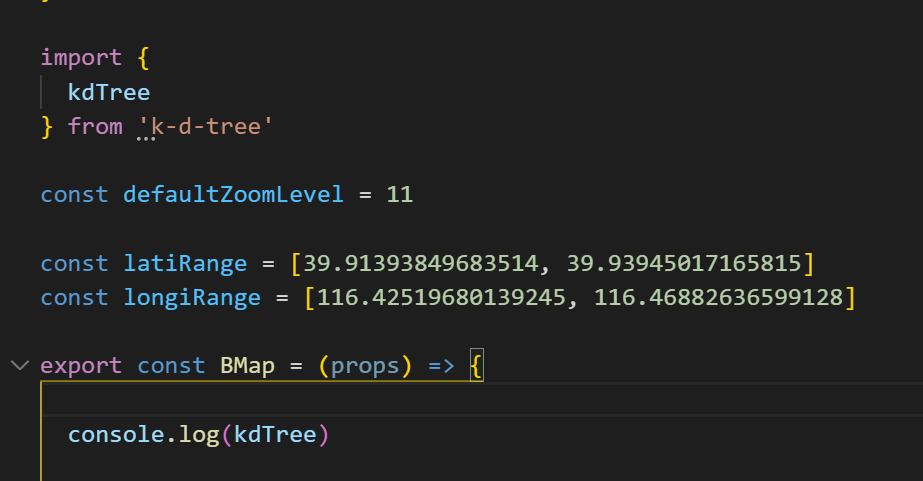 import {
  kdTree
} from 'k-d-tree'
const defaultZoomLevel = 11
const latiRange = [39.91393849683514, 39.93945017165815]
const longiRange = [116.42519680139245, 116.46882636599128]
export const BMap = (props) => {
  console.log(kdTree)